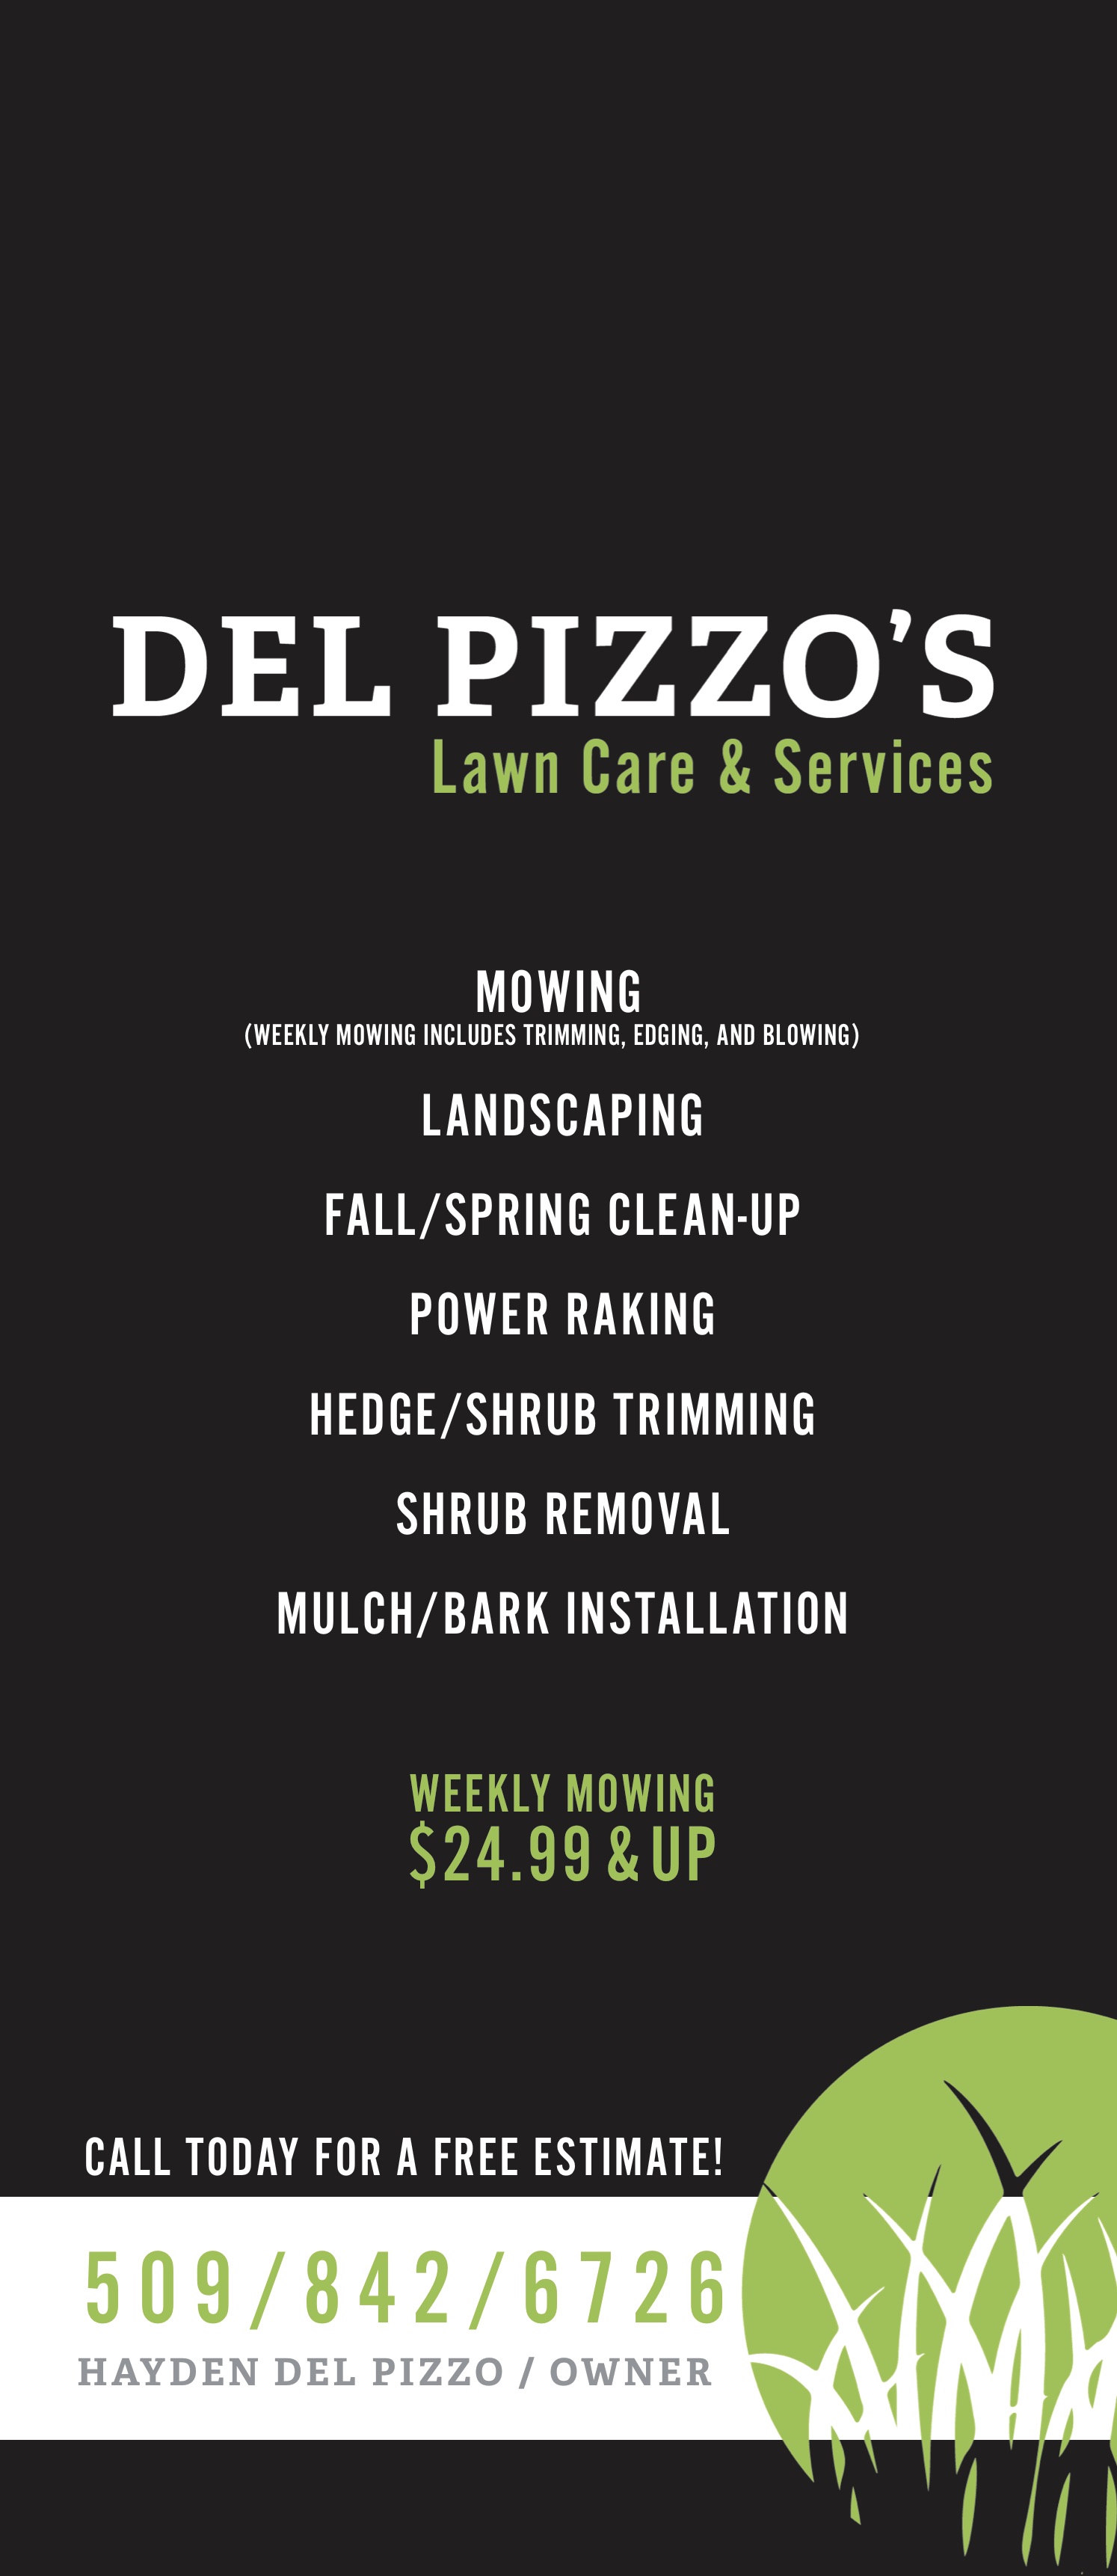 DEL PIZZO'S
Lawn Care & Services
MOWING
(WEEKLY MOWING INCLUDES TRIMMING, EDGING, AND BLOWING)
LANDSCAPING
FALL/SPRING CLEAN-UP
POWER RAKING
HEDGE/SHRUB TRIMMING
SHRUB REMOVAL
MULCH/BARK INSTALLATION
WEEKLY MOWING
$24.99 & UP
CALL TODAY FOR A FREE ESTIMATE!
509/842/6726
HAYDEN DEL PIZZO / OWNER